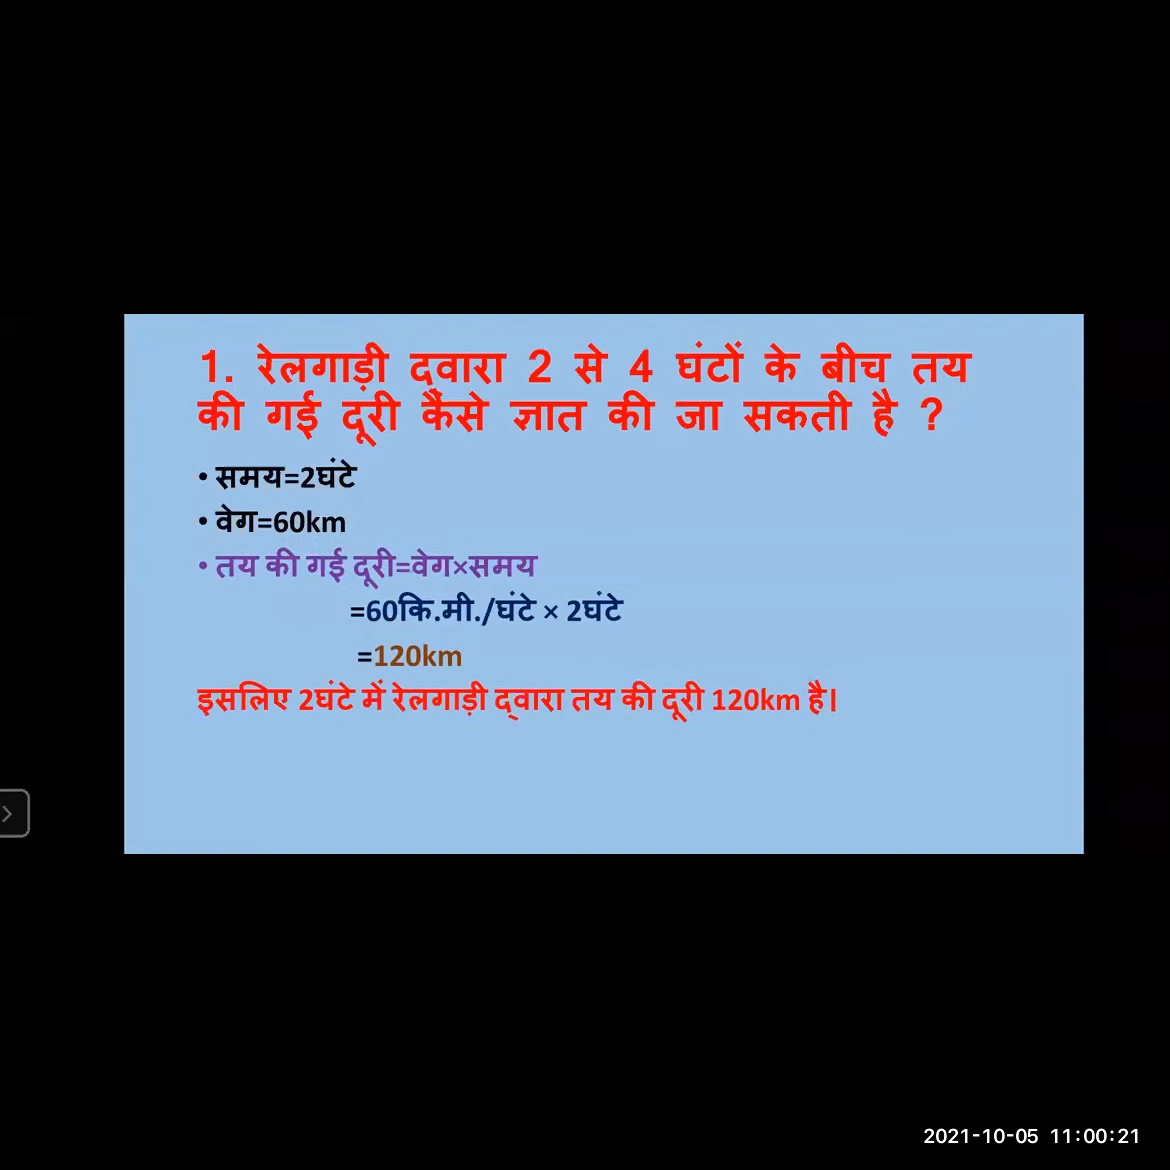 1. रेलगाड़ी द्वारा 2 से 4 घंटों के बीच तय
की गई दूरी कैसे ज्ञात की जा सकती है ?
• समय=2घंटे
• वेग=60km
• तय की गई दूरी=वेग×समय
=60कि.मी./घंटे × 2घंटे
=120km
इसलिए 2घंटे में रेलगाड़ी द्वारा तय की दूरी 120km है।
2021-10-05 11:00:21